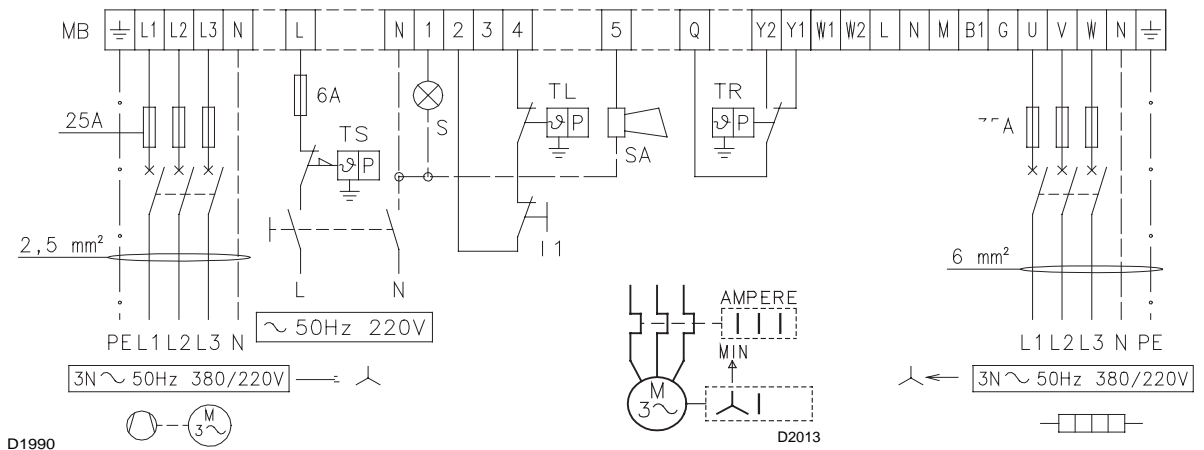 MB L1 L2 L3 N L N 1 2 3 4 5 Q Y2 Y1 W1 W2 L N M B1 G U V W N
6A
TL
TR
25A
S
A
TS
ϑ P
ϑ P
ϑ P
SA
2,5 mm²
I1
6 mm²
L N
AMPERE
~ 50Hz 220V
PE L1 L2 L3 N
L1 L2 L3 N PE
MIN
3N ~ 50Hz 380/220V
3N ~ 50Hz 380/220V
M
3~
M
3~
D1990
D2013